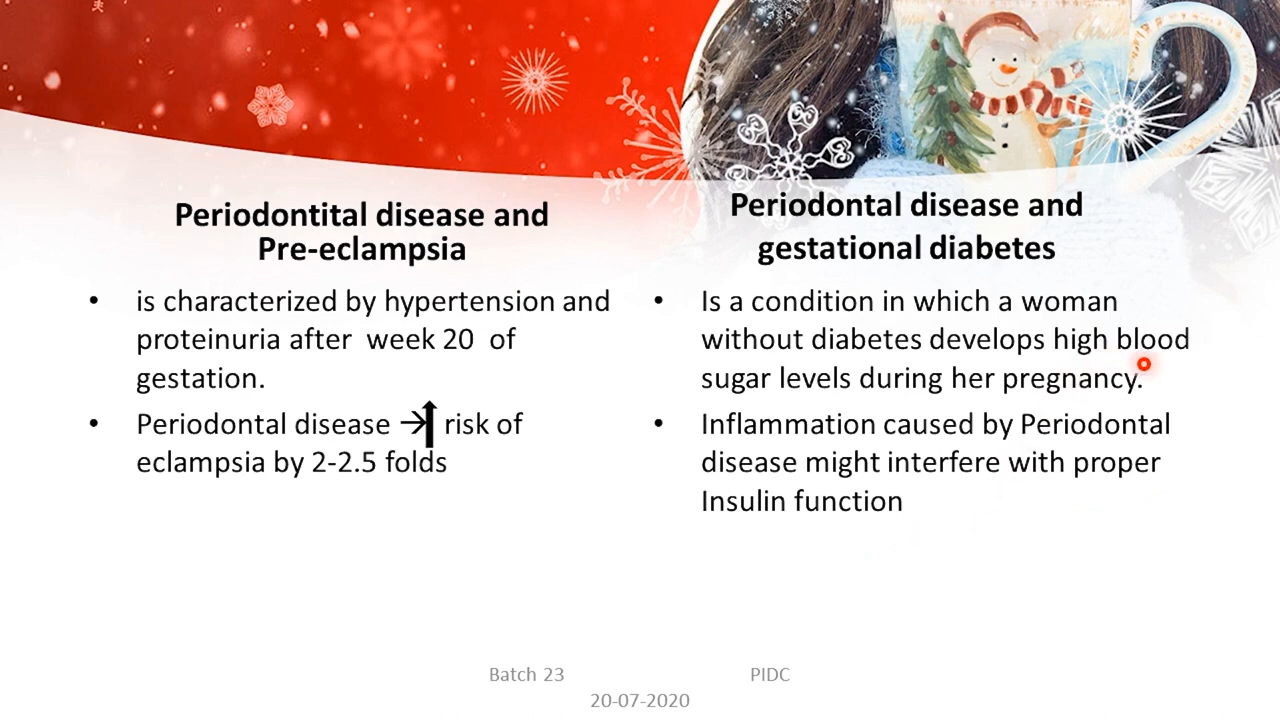 Periodontital disease and
Pre-eclampsia
• is characterized by hypertension and
proteinuria after week 20 of
gestation.
• Periodontal disease →⬆ risk of
eclampsia by 2-2.5 folds
Periodontal disease and
gestational diabetes
• Is a condition in which a woman
without diabetes develops high blood
sugar levels during her pregnancy.
• Inflammation caused by Periodontal
disease might interfere with proper
Insulin function
Batch 23 PIDC
20-07-2020